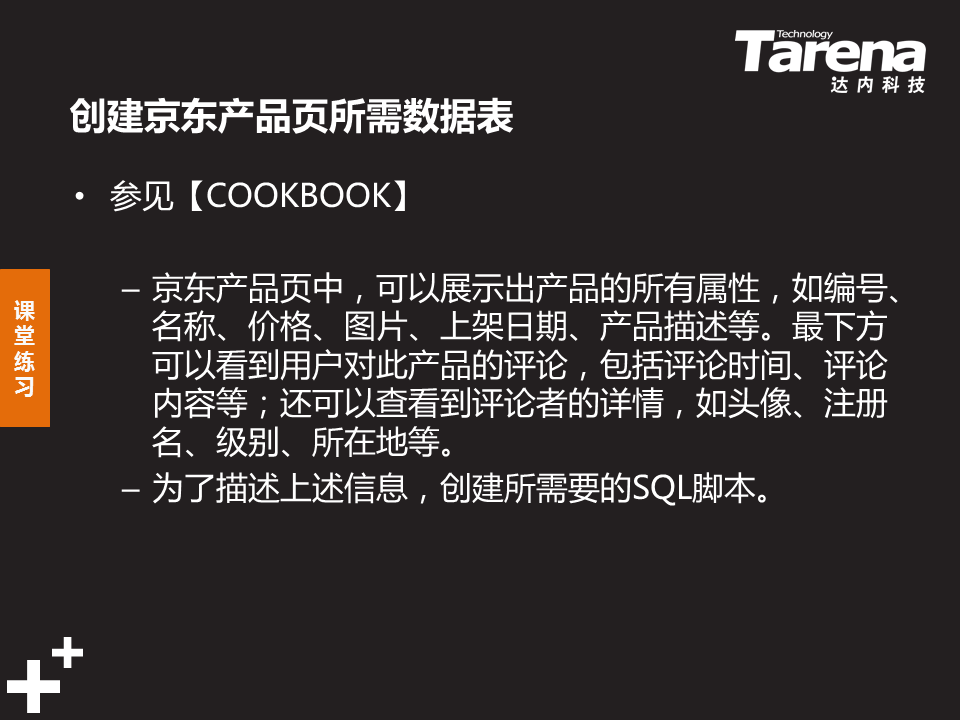 Technology
Tarena
达内科技
创建京东产品页所需数据表
• 参见【COOKBOOK】
– 京东产品页中，可以展示出产品的所有属性，如编号、
名称、价格、图片、上架日期、产品描述等。最下方
可以看到用户对此产品的评论，包括评论时间、评论
内容等；还可以查看到评论者的详情，如头像、注册
名、级别、所在地等。
– 为了描述上述信息，创建所需要的SQL脚本。
课
堂
练
习